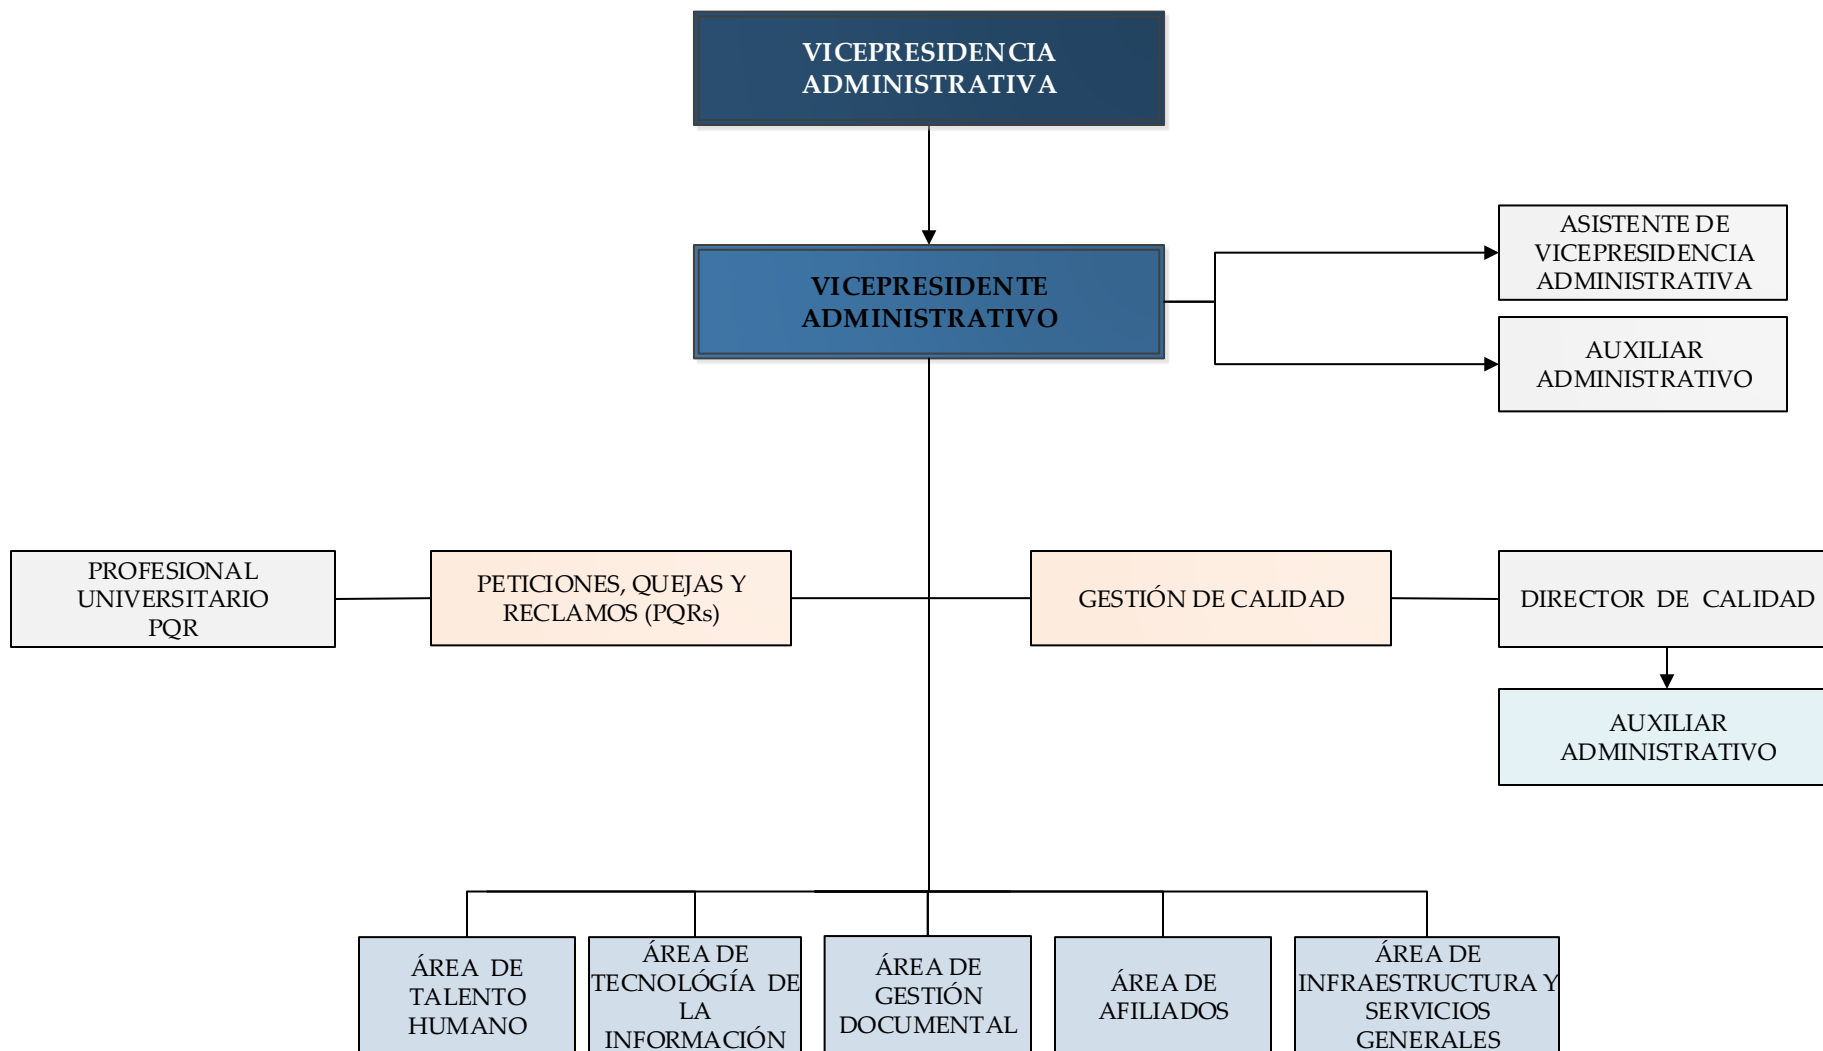 VICEPRESIDENCIA
ADMINISTRATIVA
VICEPRESIDENTE
ADMINISTRATIVO
ASISTENTE DE
VICEPRESIDENCIA
ADMINISTRATIVA
AUXILIAR
ADMINISTRATIVO
PROFESIONAL
UNIVERSITARIO
PQR
PETICIONES, QUEJAS Y
RECLAMOS (PQRs)
GESTIÓN DE CALIDAD
DIRECTOR DE CALIDAD
AUXILIAR
ADMINISTRATIVO
ÁREA DE
TALENTO
HUMANO
ÁREA DE
TECNOLÓGÍA DE
LA
INFORMACIÓN
ÁREA DE
GESTIÓN
DOCUMENTAL
ÁREA DE
AFILIADOS
ÁREA DE
INFRAESTRUCTURA Y
SERVICIOS
GENERALES